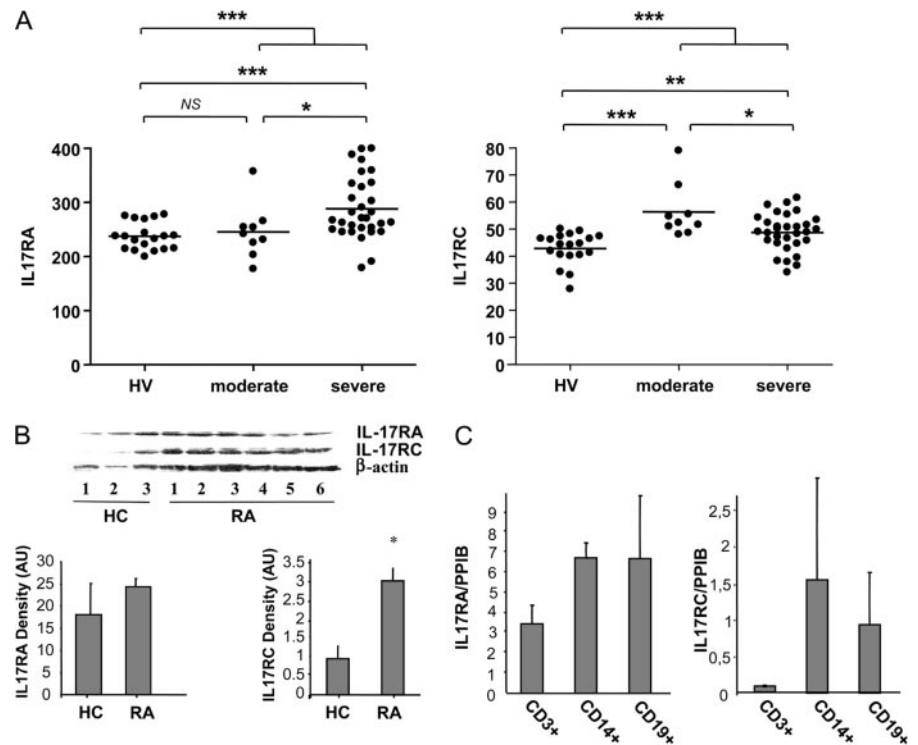 A
***
***
NS
*
400
300
200
100
0
IL17RA
HV moderate severe
***
**
***
*
80
70
60
50
40
30
20
10
0
IL17RC
HV moderate severe
B
IL-17RA
IL-17RC
β-actin
1 2 3 1 2 3 4 5 6
HC RA
IL17RA Density (AU)
30
25
20
15
10
5
0
HC RA
IL17RC Density (AU)
3.5
3
2.5
2
1.5
1
0.5
0
*
HC RA
C
IL17RA/PPIB
9
8
7
6
5
4
3
2
1
0
CD3+ CD14+ CD19+
IL17RC/PPIB
2,5
2
1,5
1
0,5
0
CD3+ CD14+ CD19+